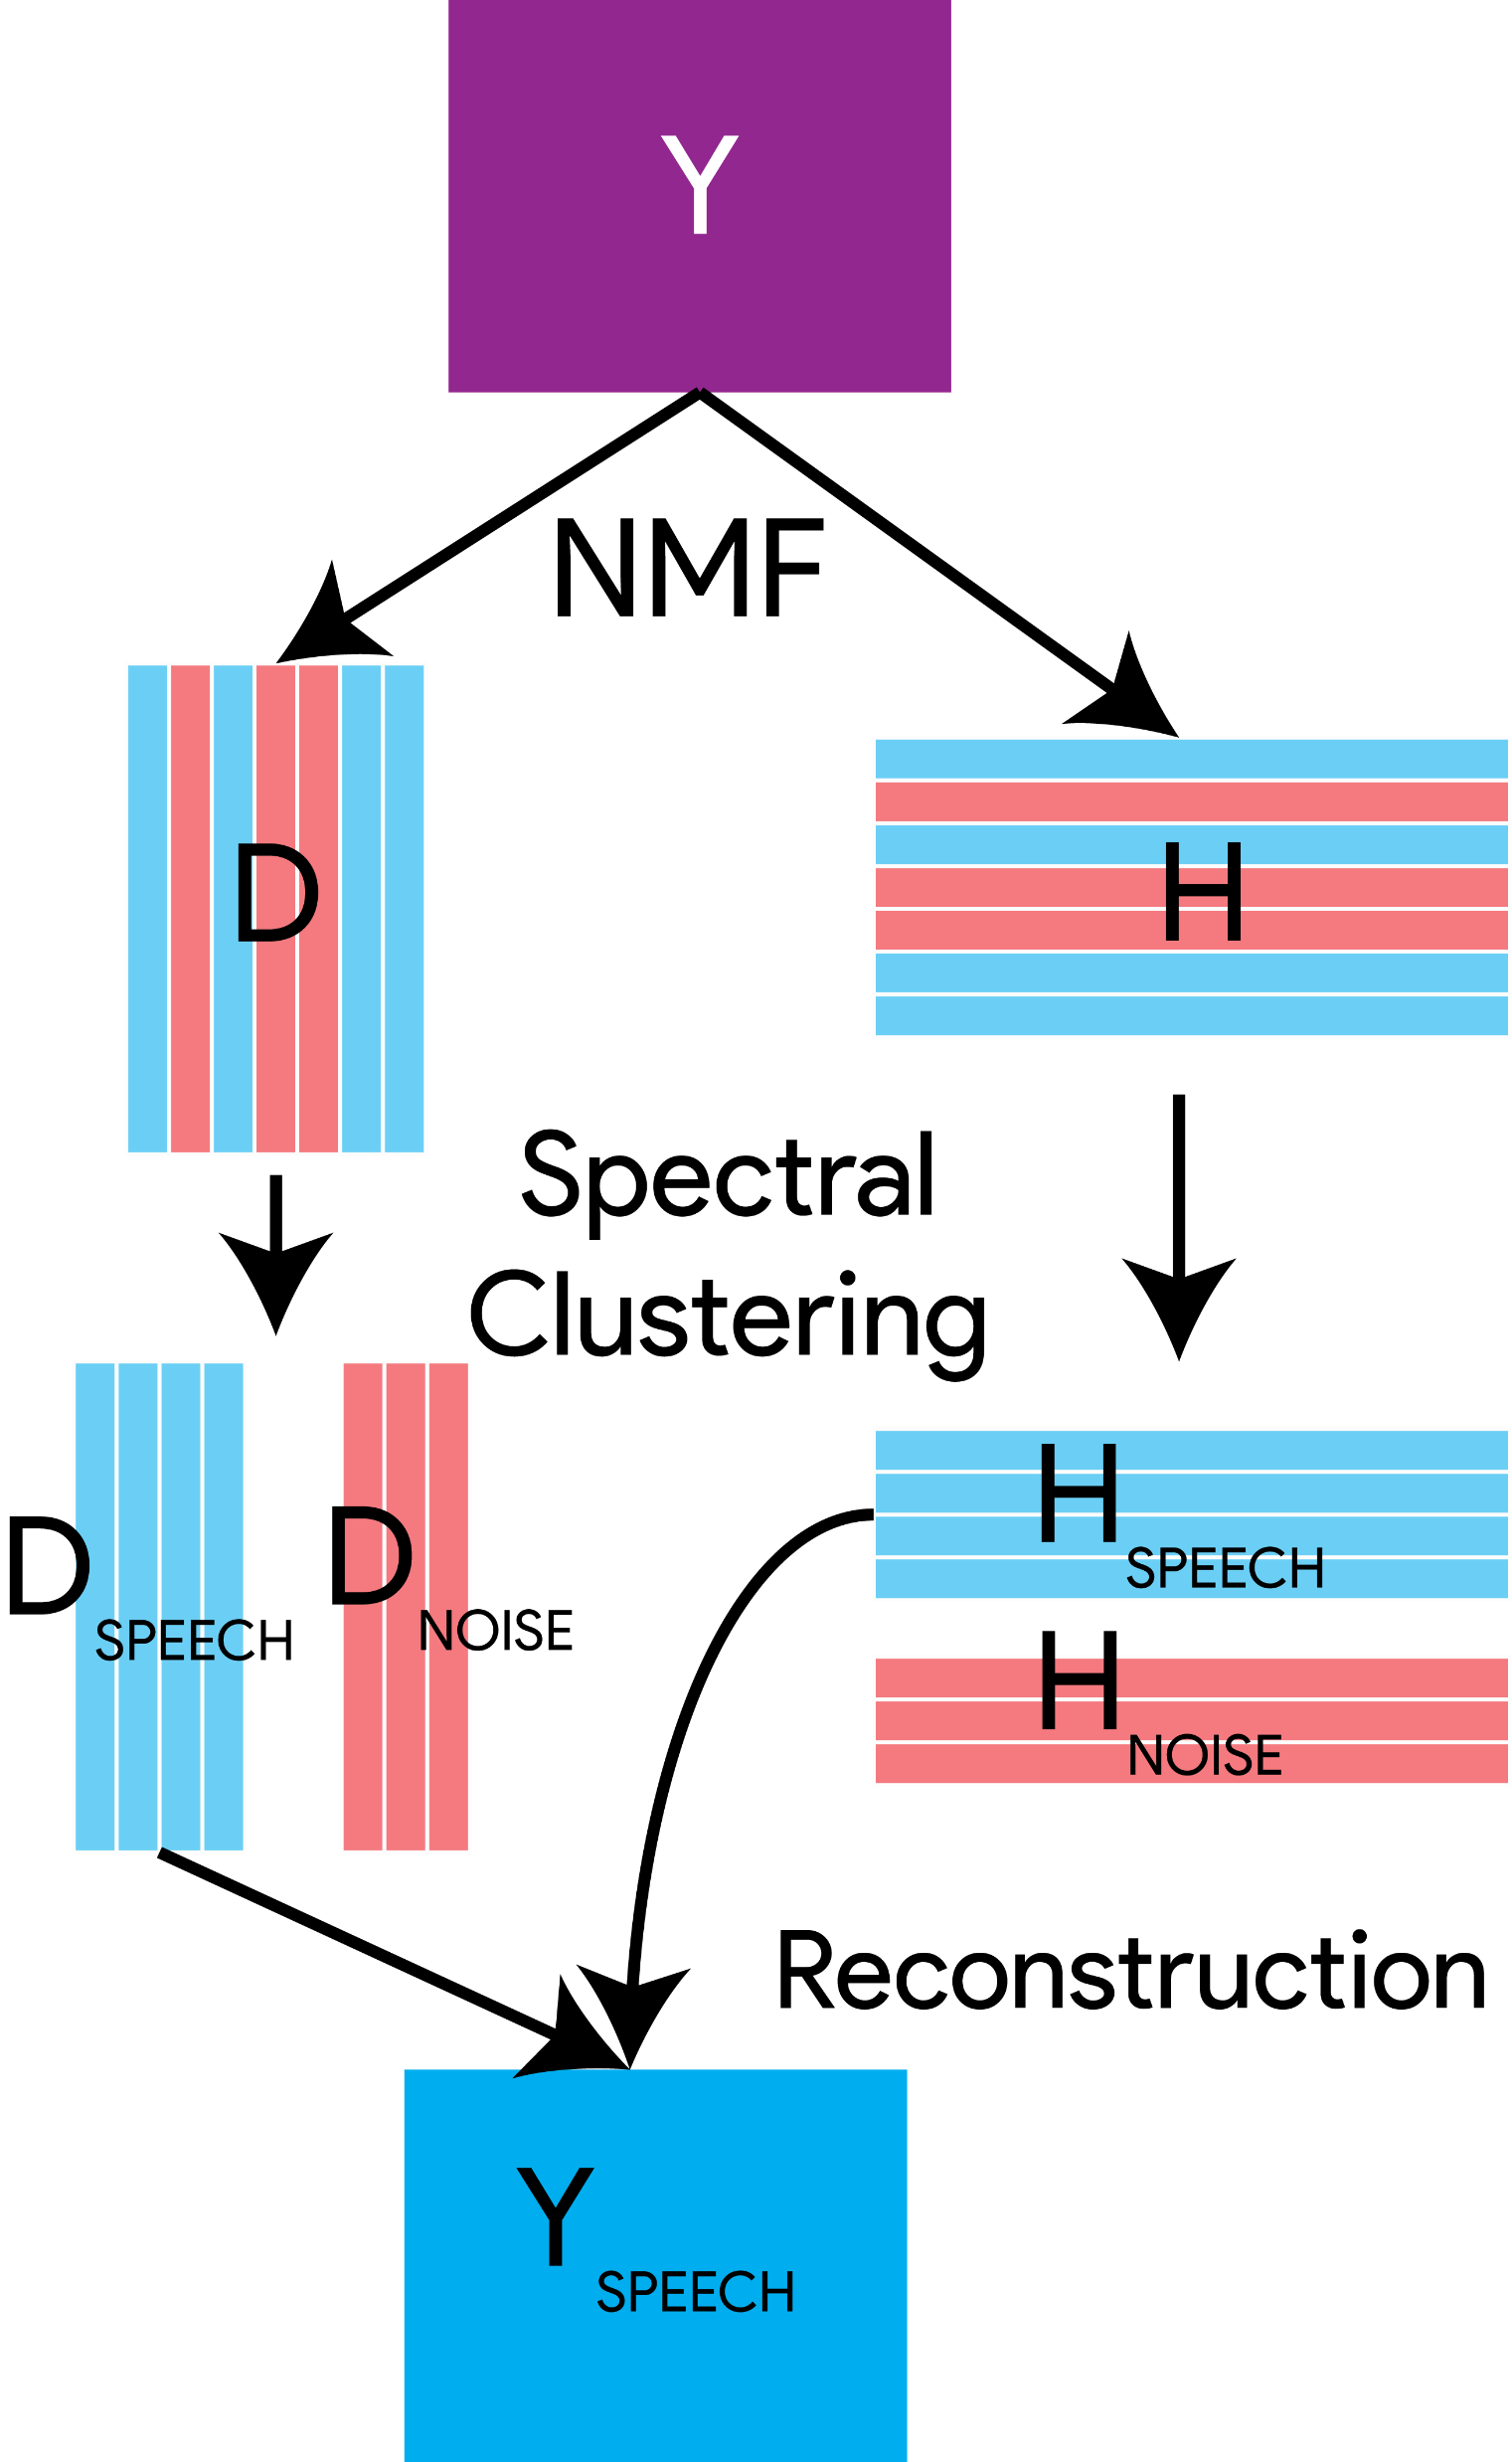 Y
NMF
D
H
Spectral
Clustering
D SPEECH
D NOISE
H SPEECH
H NOISE
Reconstruction
Y SPEECH